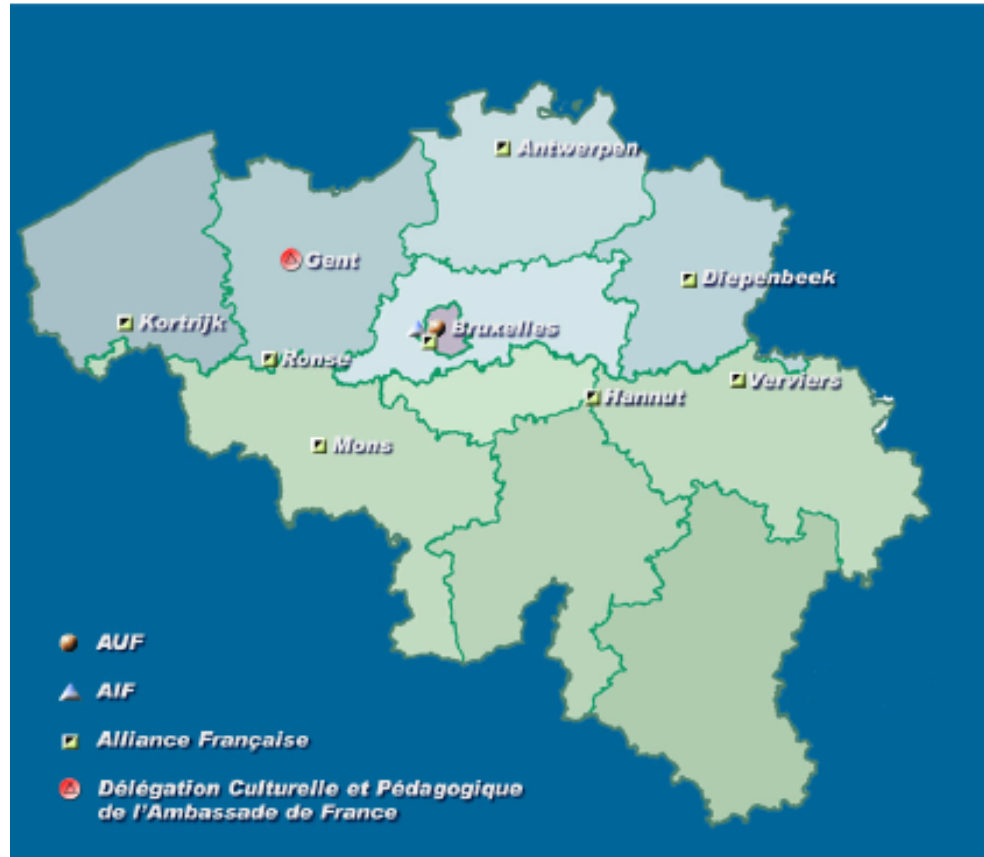 Antwerpen
Gent
Diepenbeek
Kortrijk
Bruxelles
Ronse
Verviers
Hannut
Mons
AUF
AIF
Alliance Française
Délégation Culturelle et Pédagogique
de l'Ambassade de France